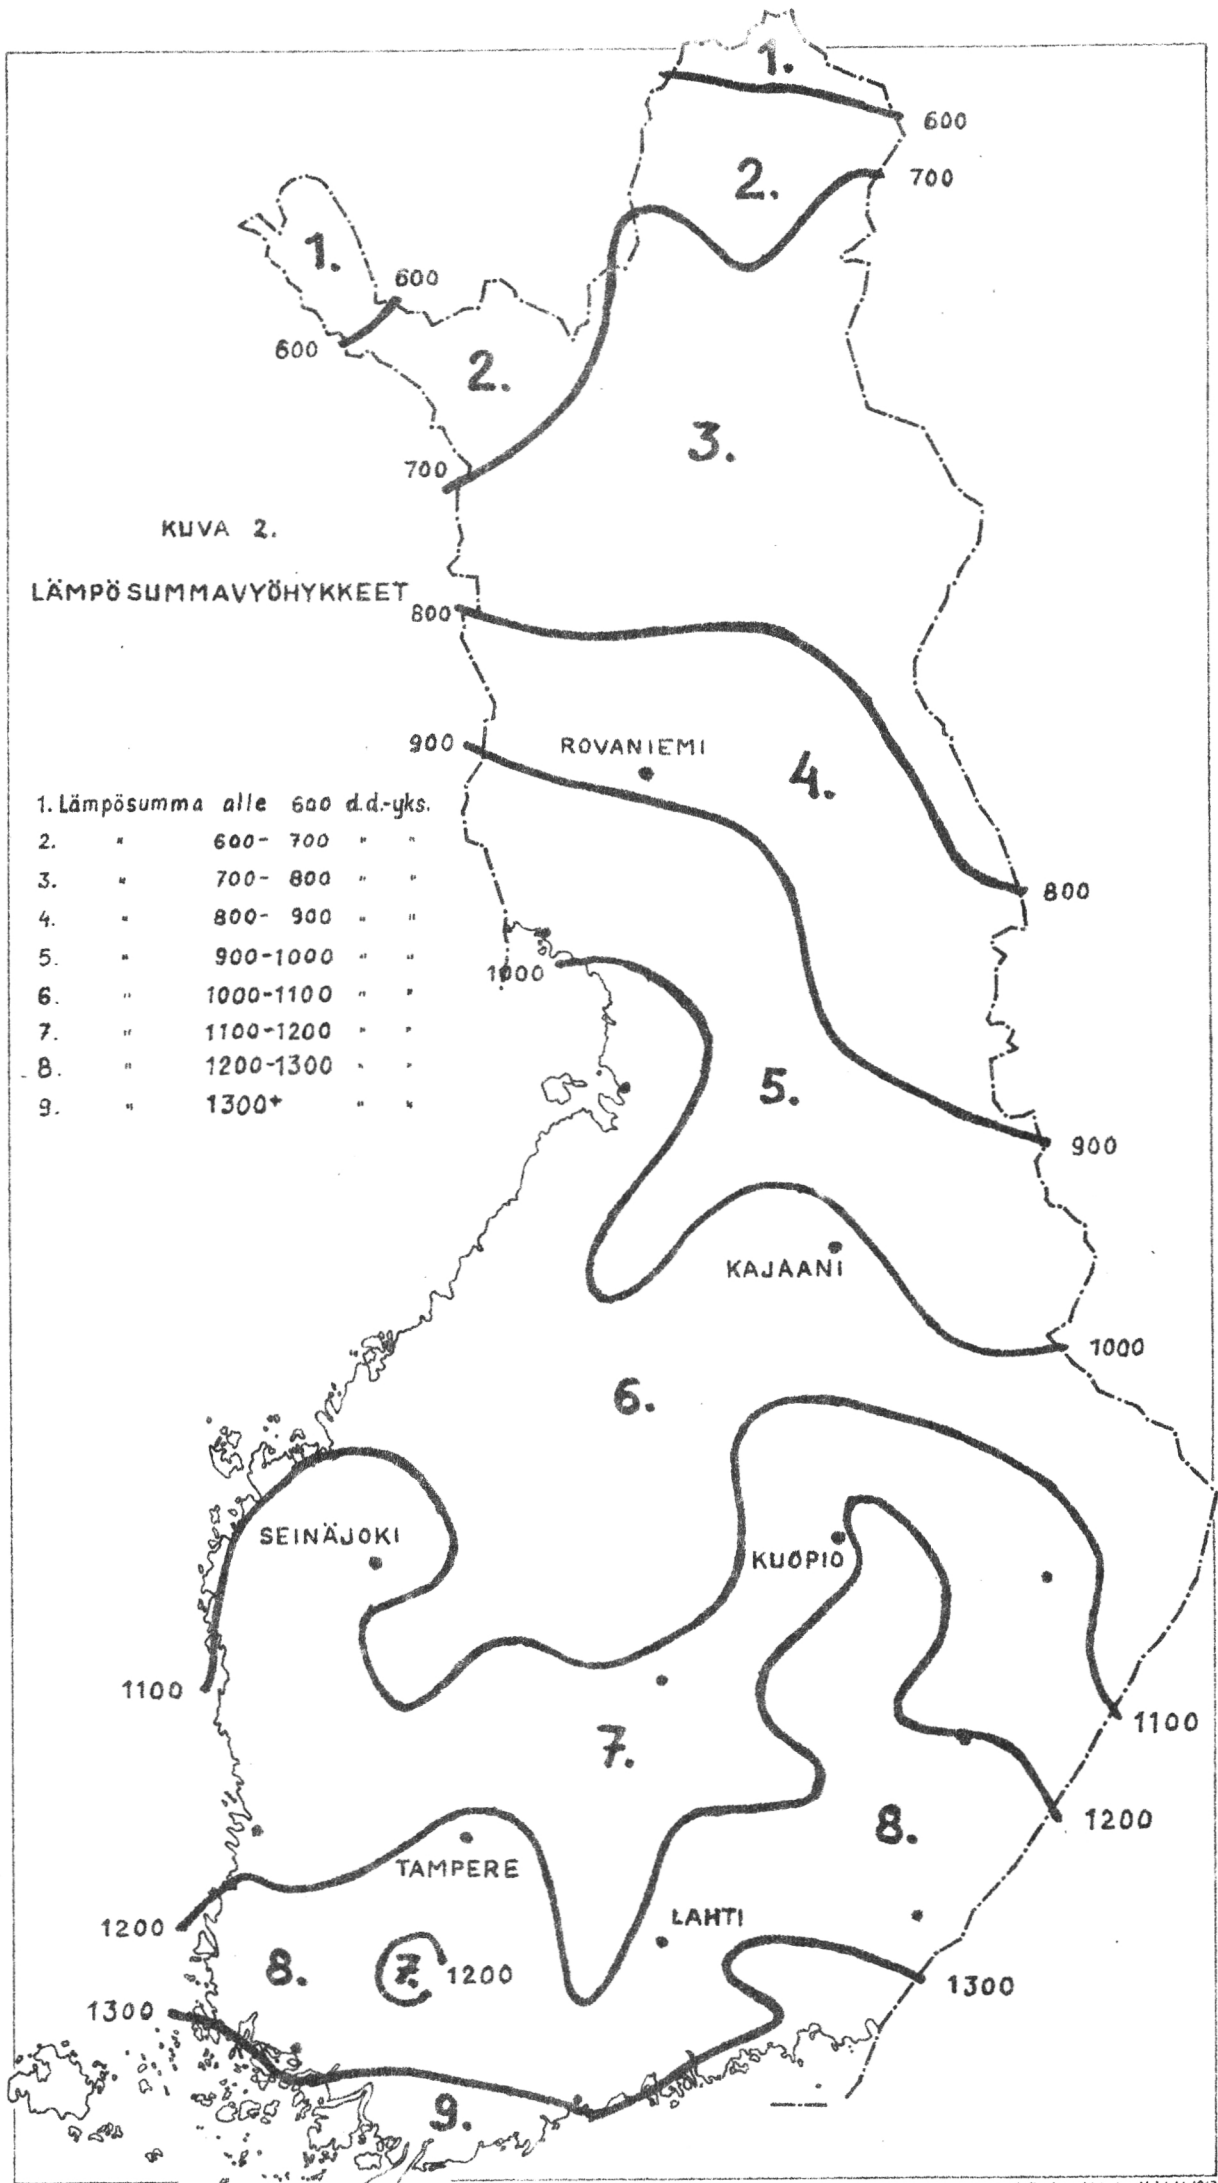 1.
600
2.
700
1.
600
600
2.
3.
700
KUVA 2.
LÄMPÖSUMMAVYÖHYKKEET
800
900
ROVANIEMI
4.
1. Lämpösumma alle 600 d.d.-yks.
2. " 600- 700 " "
3. " 700- 800 " "
4. " 800- 900 " "
5. " 900-1000 " "
6. " 1000-1100 " "
7. " 1100-1200 " "
8. " 1200-1300 " "
9. " 1300+ " "
800
1000
5.
900
KAJAANI
1000
6.
SEINÄJOKI
KUOPIO
1100
1100
7.
8.
1200
TAMPERE
1200
LAHTI
8.
7.
1200
1300
1300
9.